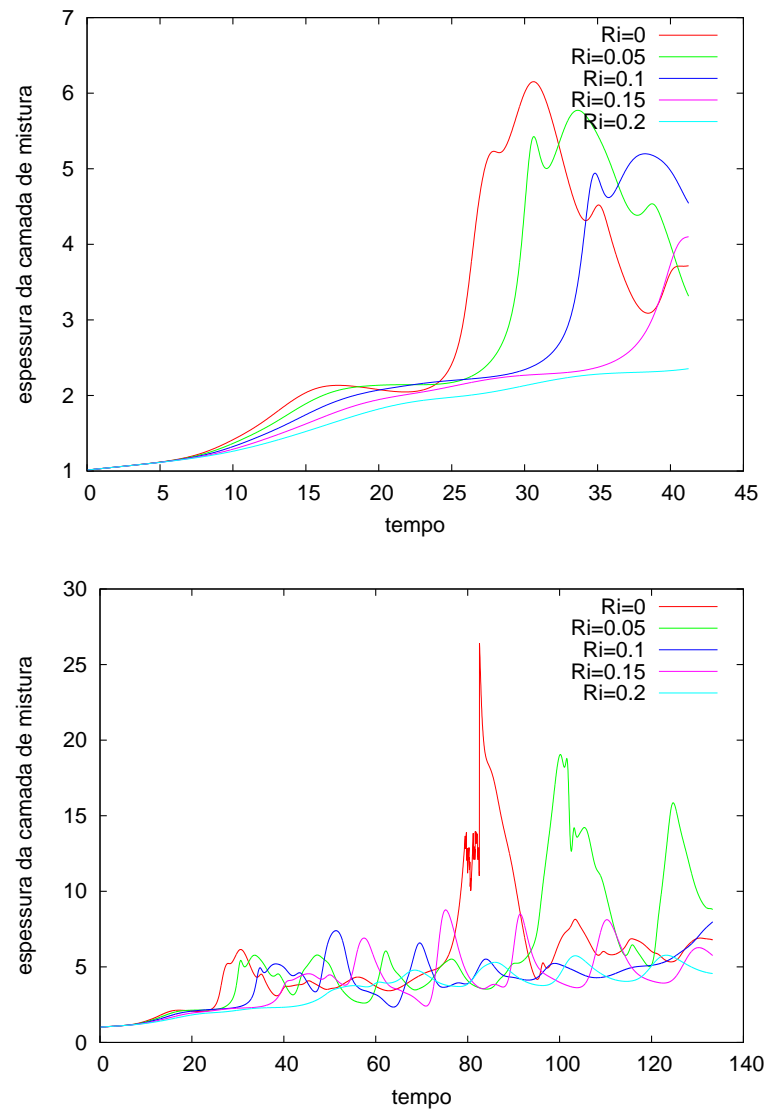 7
6
5
4
3
2
1
espessura da camada de mistura
Ri=0
Ri=0.05
Ri=0.1
Ri=0.15
Ri=0.2
0 5 10 15 20 25 30 35 40 45
tempo
30
25
20
15
10
5
0
espessura da camada de mistura
Ri=0
Ri=0.05
Ri=0.1
Ri=0.15
Ri=0.2
0 20 40 60 80 100 120 140
tempo